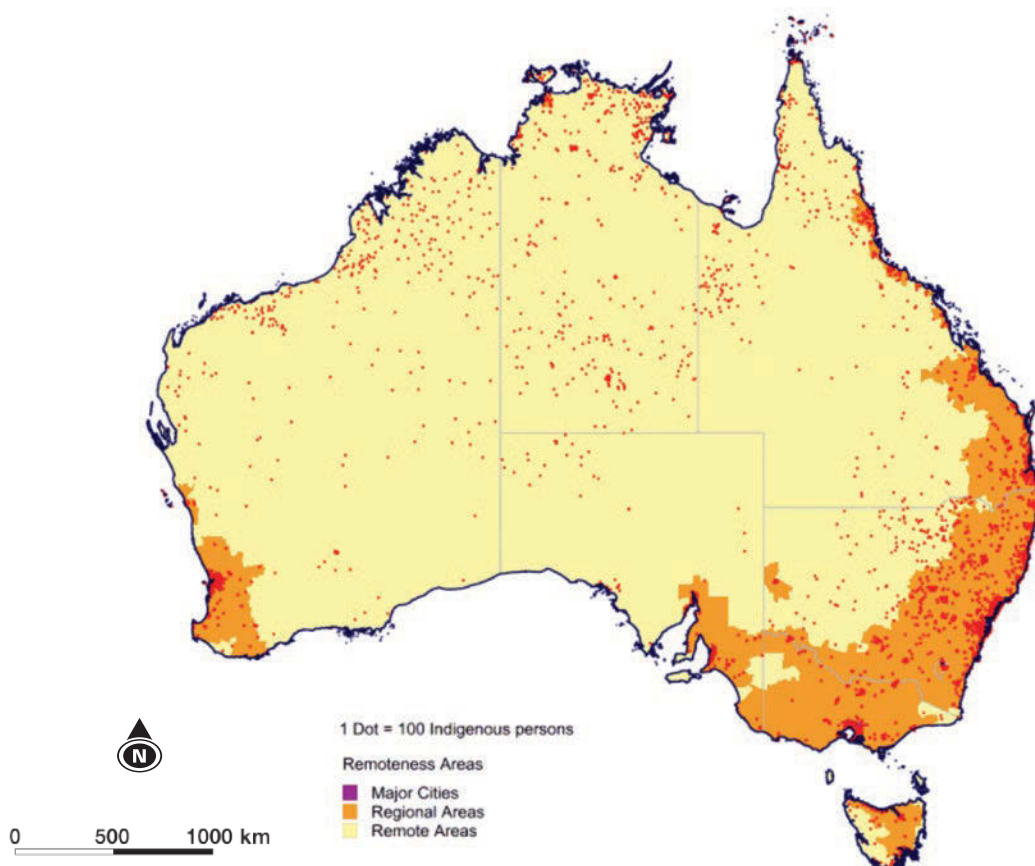 1 Dot = 100 Indigenous persons
Remoteness Areas
Major Cities
Regional Areas
Remote Areas
N
0 500 1000 km